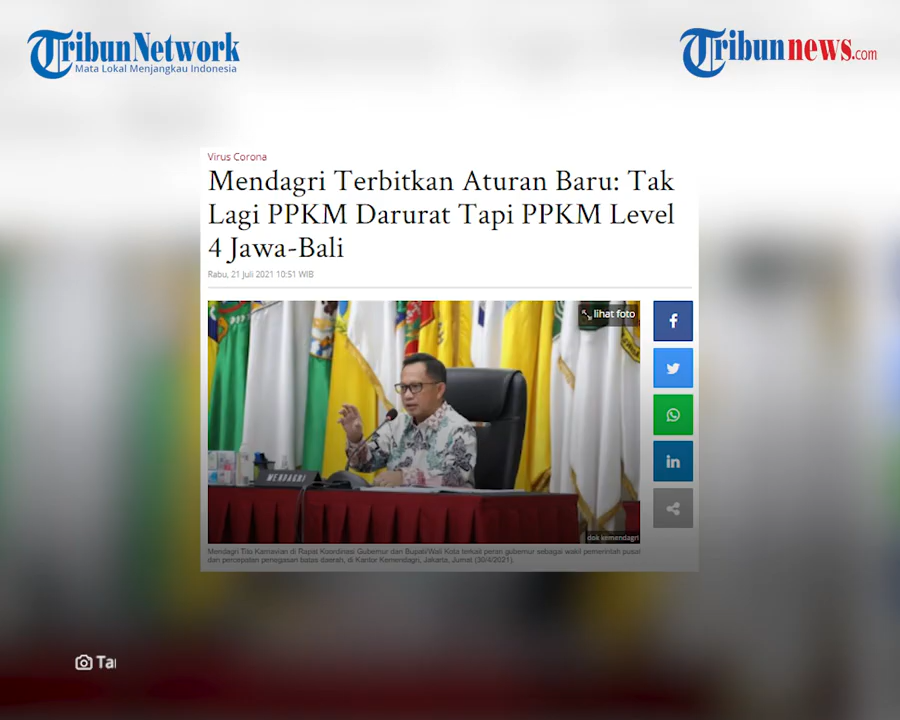 Tribun Network
Mata Lokal Menjangkau Indonesia
Tribunnews.com
Virus Corona
Mendagri Terbitkan Aturan Baru: Tak
Lagi PPKM Darurat Tapi PPKM Level
4 Jawa-Bali
Rabu, 21 Juli 2021 10:51 WIB
lihat foto
MENDAGRI
dok kemendagri
Mendagri Tito Karnavian di Rapat Koordinasi Gubernur dan Bupati/Wali Kota terkait peran gubernur sebagai wakil pemerintah pusat
dan percepatan penegasan batas daerah, di Kantor Kemendagri, Jakarta, Jumat (30/4/2021).
Ta